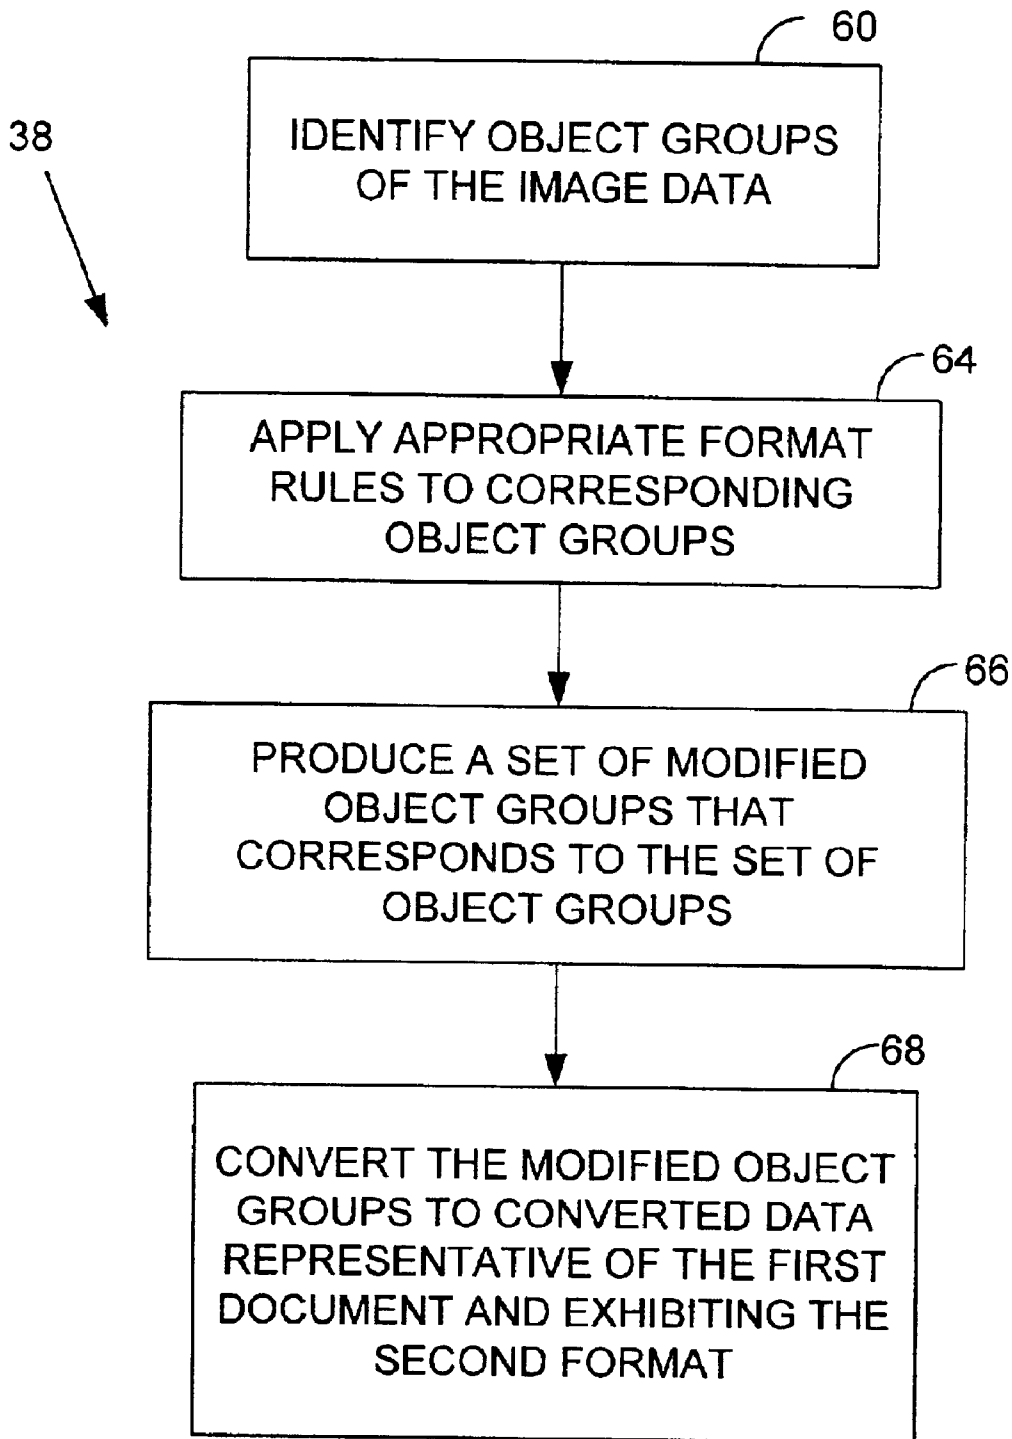 60
38
IDENTIFY OBJECT GROUPS
OF THE IMAGE DATA
64
APPLY APPROPRIATE FORMAT
RULES TO CORRESPONDING
OBJECT GROUPS
66
PRODUCE A SET OF MODIFIED
OBJECT GROUPS THAT
CORRESPONDS TO THE SET OF
OBJECT GROUPS
68
CONVERT THE MODIFIED OBJECT
GROUPS TO CONVERTED DATA
REPRESENTATIVE OF THE FIRST
DOCUMENT AND EXHIBITING THE
SECOND FORMAT